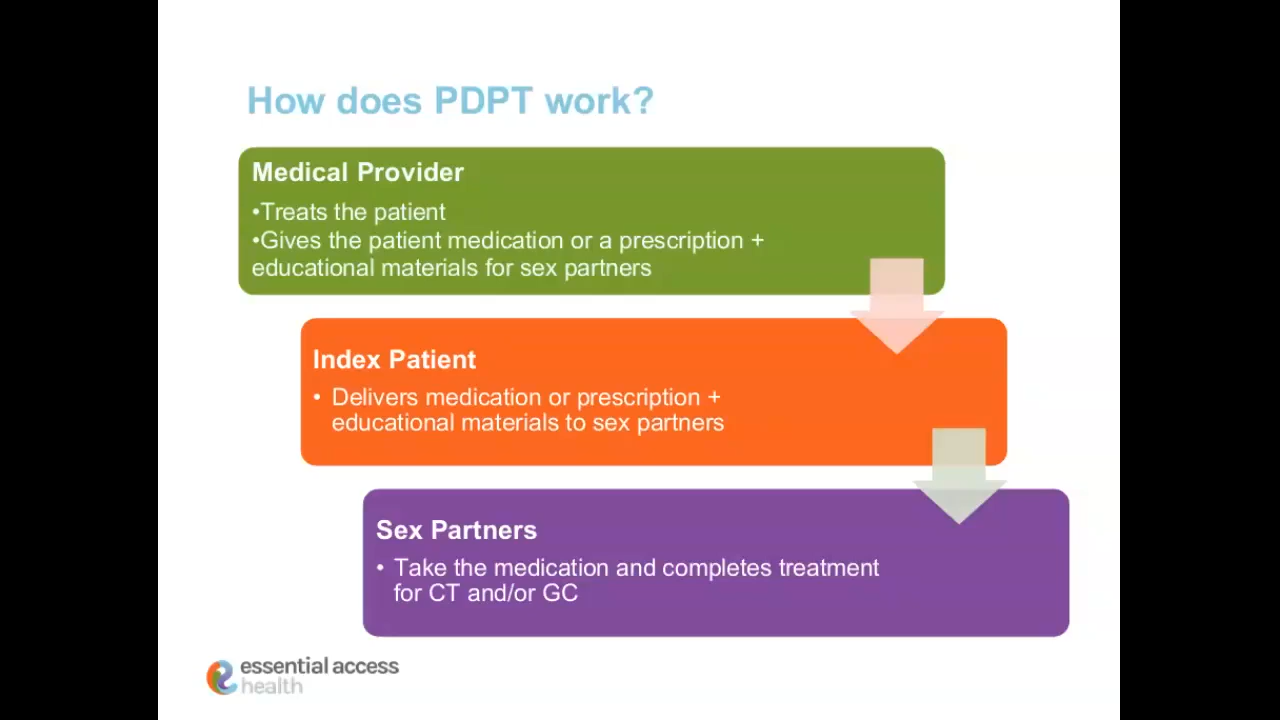 How does PDPT work?
Medical Provider
•Treats the patient
•Gives the patient medication or a prescription +
educational materials for sex partners
Index Patient
• Delivers medication or prescription +
educational materials to sex partners
Sex Partners
• Take the medication and completes treatment
for CT and/or GC
essential access
health